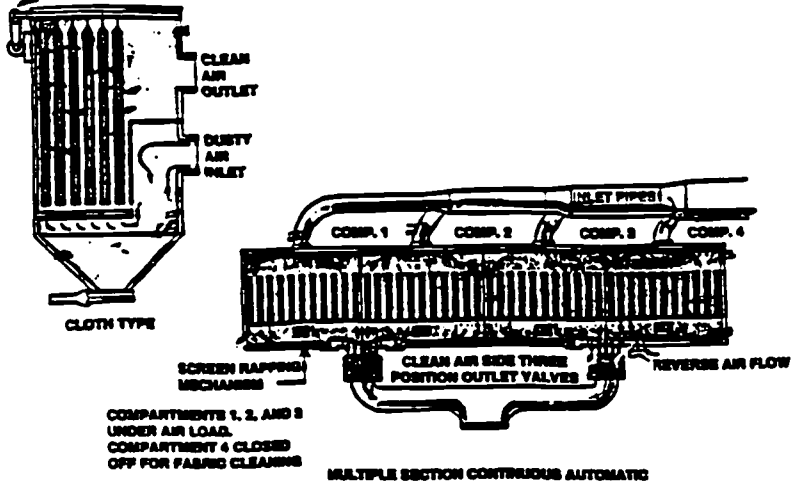 CLEAN
AIR
OUTLET
DUSTY
AIR
INLET
CLOTH TYPE
INLET PIPES
COMP. 1
COMP. 2
COMP. 3
COMP. 4
SCREEN RAPPING
MECHANISM
CLEAN AIR SIDE THREE
POSITION OUTLET VALVES
REVERSE AIR FLOW
COMPARTMENTS 1, 2, AND 3
UNDER AIR LOAD.
COMPARTMENT 4 CLOSED
OFF FOR FABRIC CLEANING
MULTIPLE SECTION CONTINUOUS AUTOMATIC